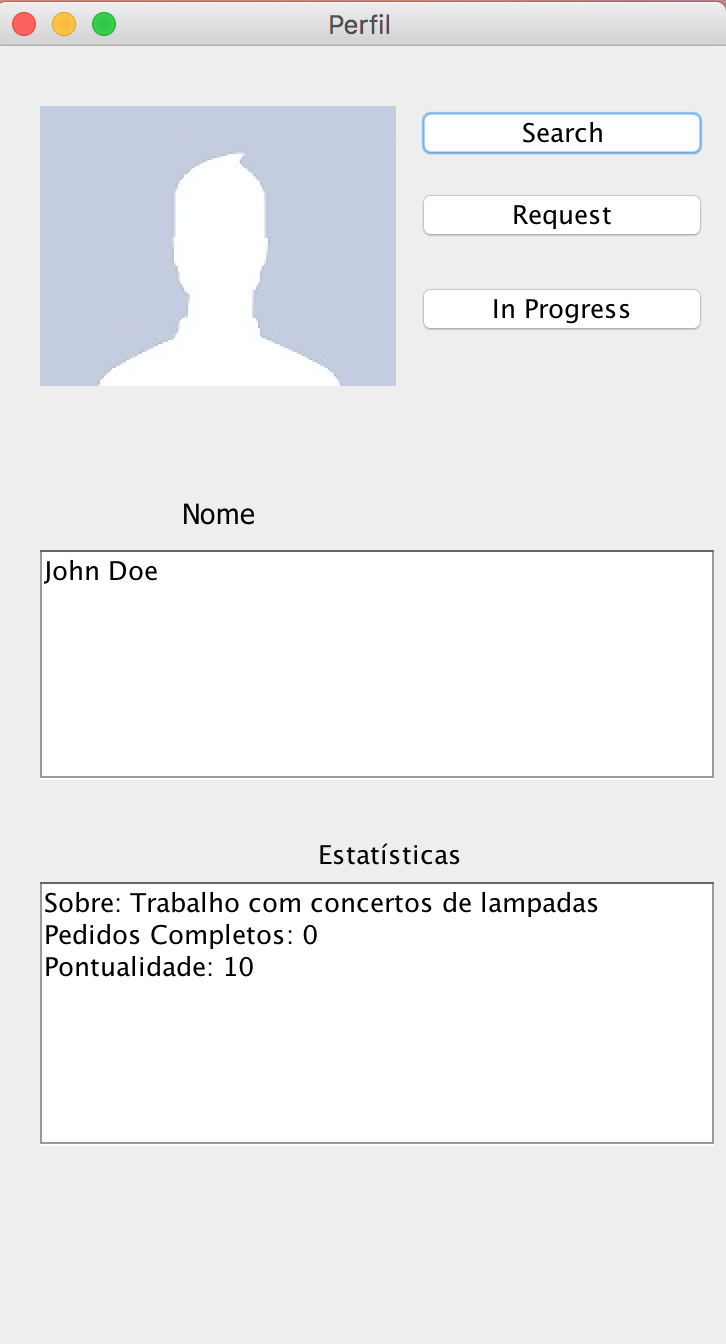 Perfil
Search
Request
In Progress
Nome
John Doe
Estatísticas
Sobre: Trabalho com concertos de lampadas
Pedidos Completos: 0
Pontualidade: 10